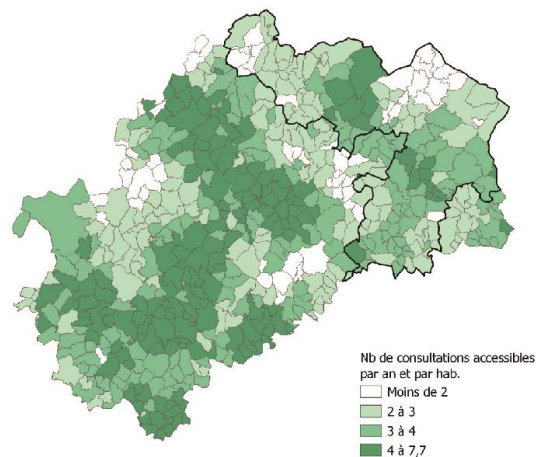 Nb de consultations accessibles
par an et par hab.
Moins de 2
2 à 3
3 à 4
4 à 7,7